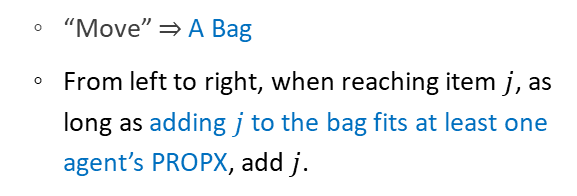 ◦ “Move” ⇒ A Bag
◦ From left to right, when reaching item j, as
long as adding j to the bag fits at least one
agent’s PROPX, add j.